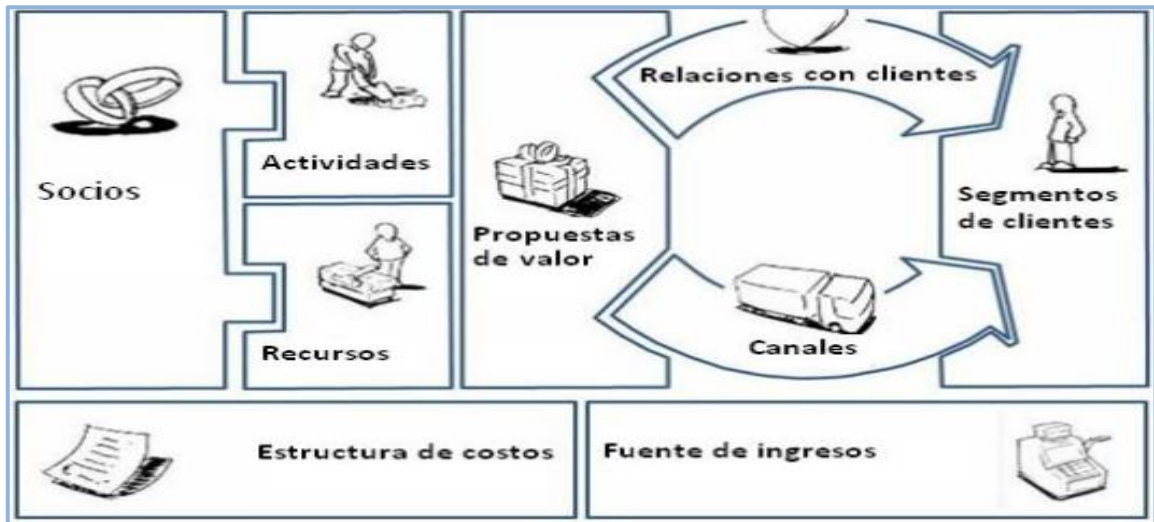 Socios
Actividades
Recursos
Propuestas
de valor
Relaciones con clientes
Canales
Segmentos
de clientes
Estructura de costos
Fuente de ingresos